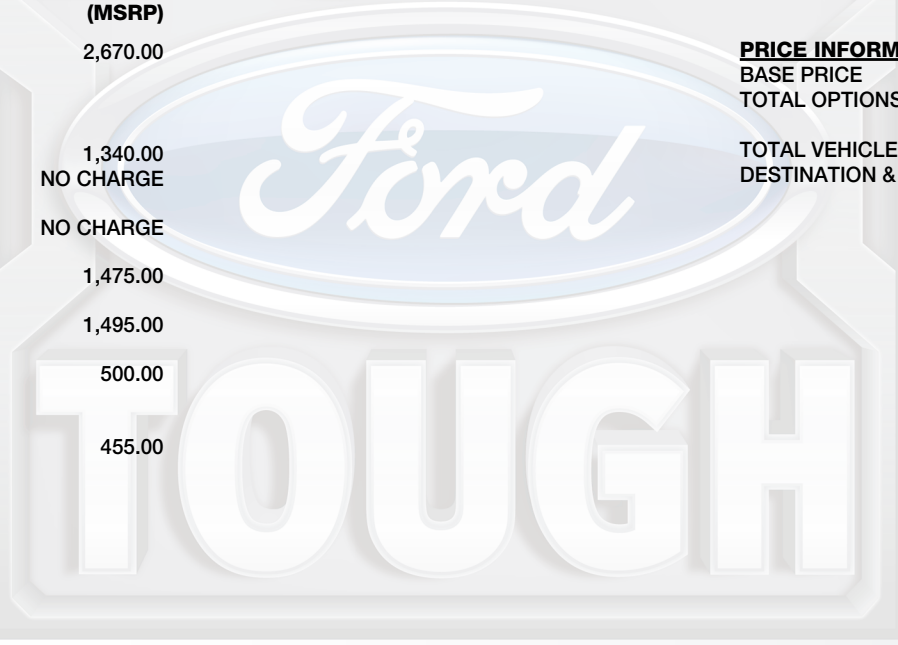 (MSRP)
2,670.00
1,340.00
NO CHARGE
NO CHARGE
1,475.00
1,495.00
500.00
455.00
PRICE INFORM
BASE PRICE
TOTAL OPTIONS
TOTAL VEHICLE
DESTINATION &
Ford
TOUGH